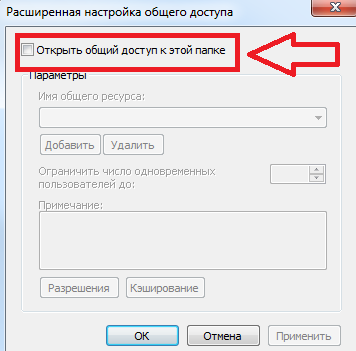 Расширенная настройка общего доступа
Открыть общий доступ к этой папке
Параметры
Имя общего ресурса:
Добавить
Удалить
Ограничить число одновременных
пользователей до:
Примечание:
Разрешения
Кэширование
ОК
Отмена
Применить